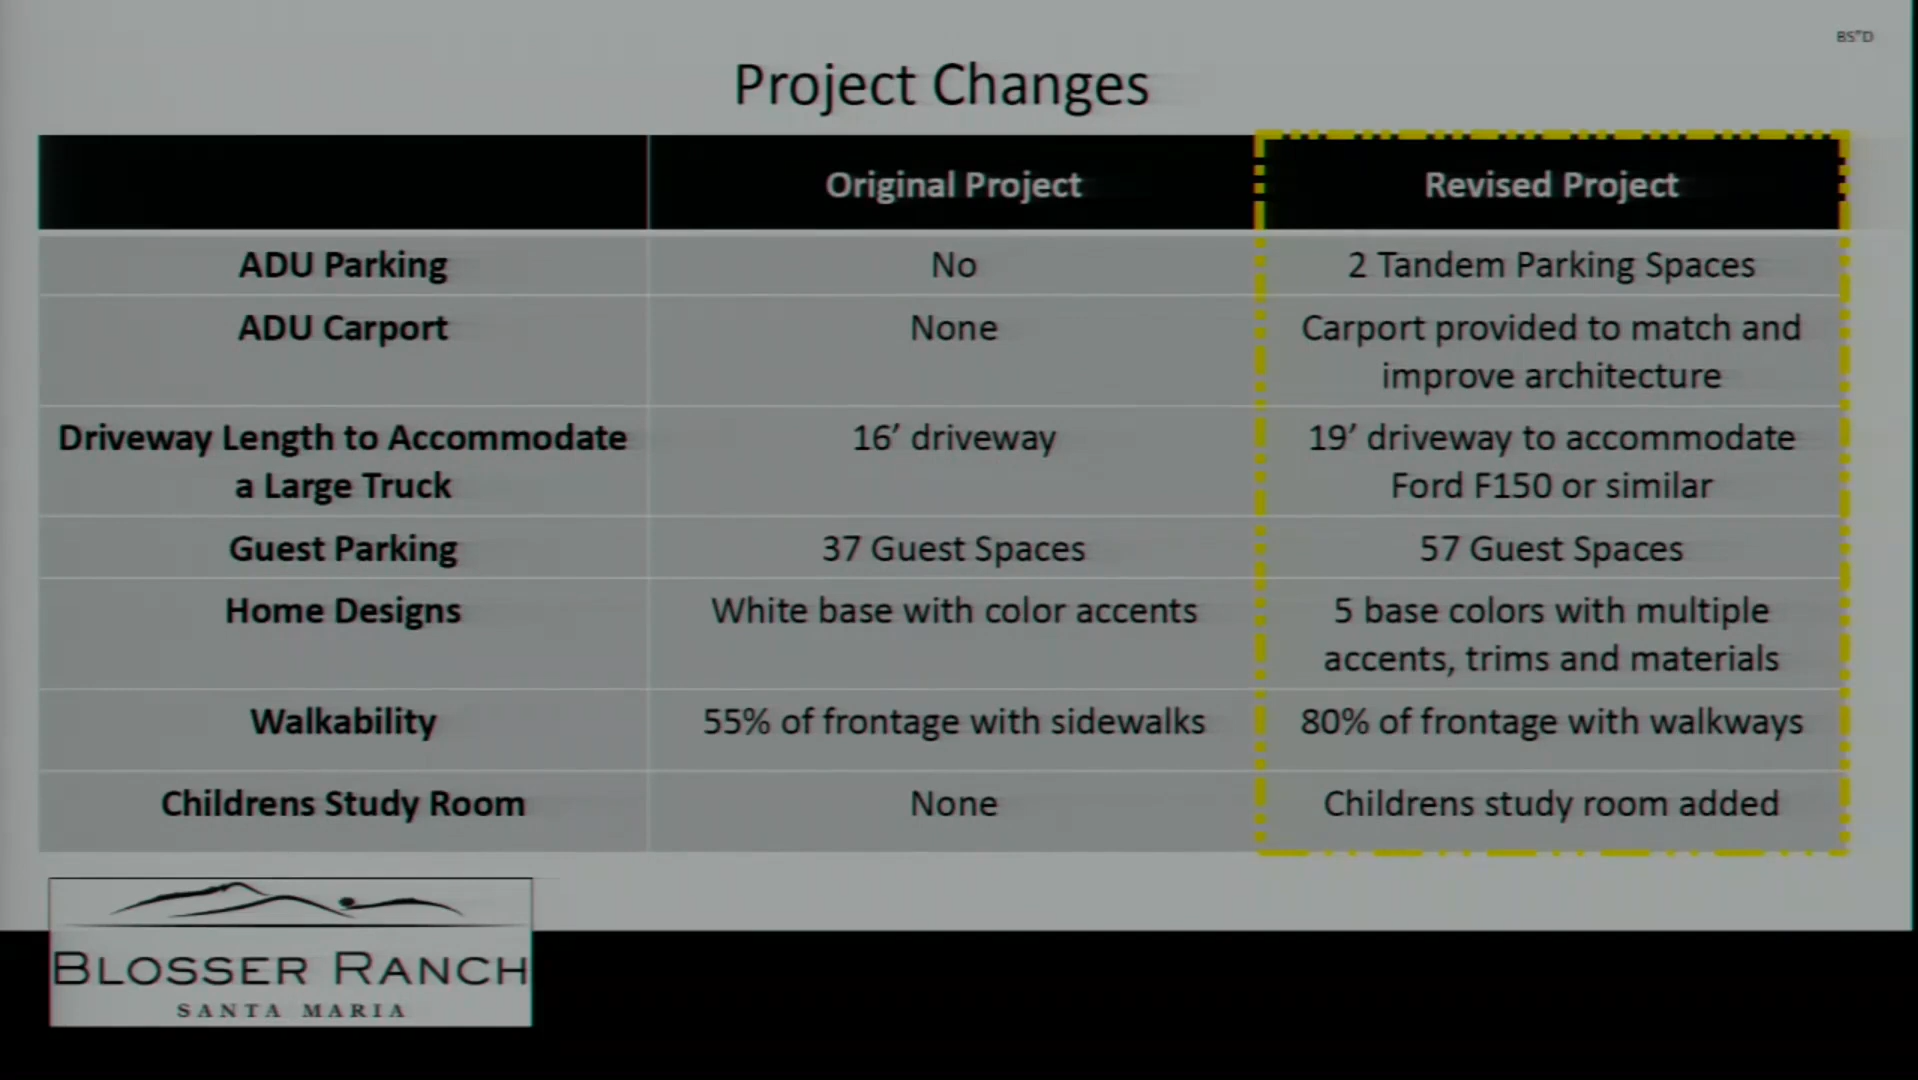 BS"D
Project Changes
Original Project
Revised Project
ADU Parking
No
2 Tandem Parking Spaces
ADU Carport
None
Carport provided to match and
improve architecture
Driveway Length to Accommodate
a Large Truck
16’ driveway
19’ driveway to accommodate
Ford F150 or similar
Guest Parking
37 Guest Spaces
57 Guest Spaces
Home Designs
White base with color accents
5 base colors with multiple
accents, trims and materials
Walkability
55% of frontage with sidewalks
80% of frontage with walkways
Childrens Study Room
None
Childrens study room added
BLOSSER RANCH
SANTA MARIA